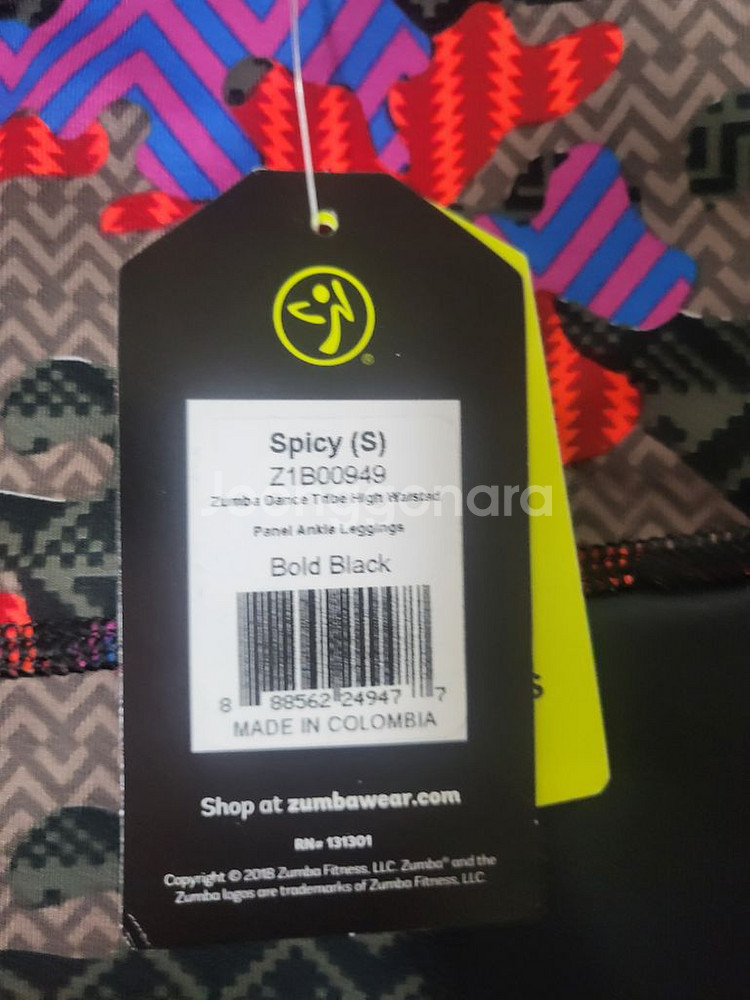 Spicy (S)
Z1B00949
Zumba Dance Tribe High Waisted
Panel Ankle Leggings
Joonggonara
Bold Black
8 88562 24947 7
MADE IN COLOMBIA
S
Shop at zumbawear.com
RN# 131301
Copyright © 2018 Zumba Fitness, LLC. Zumba® and the
Zumba logos are trademarks of Zumba Fitness, LLC